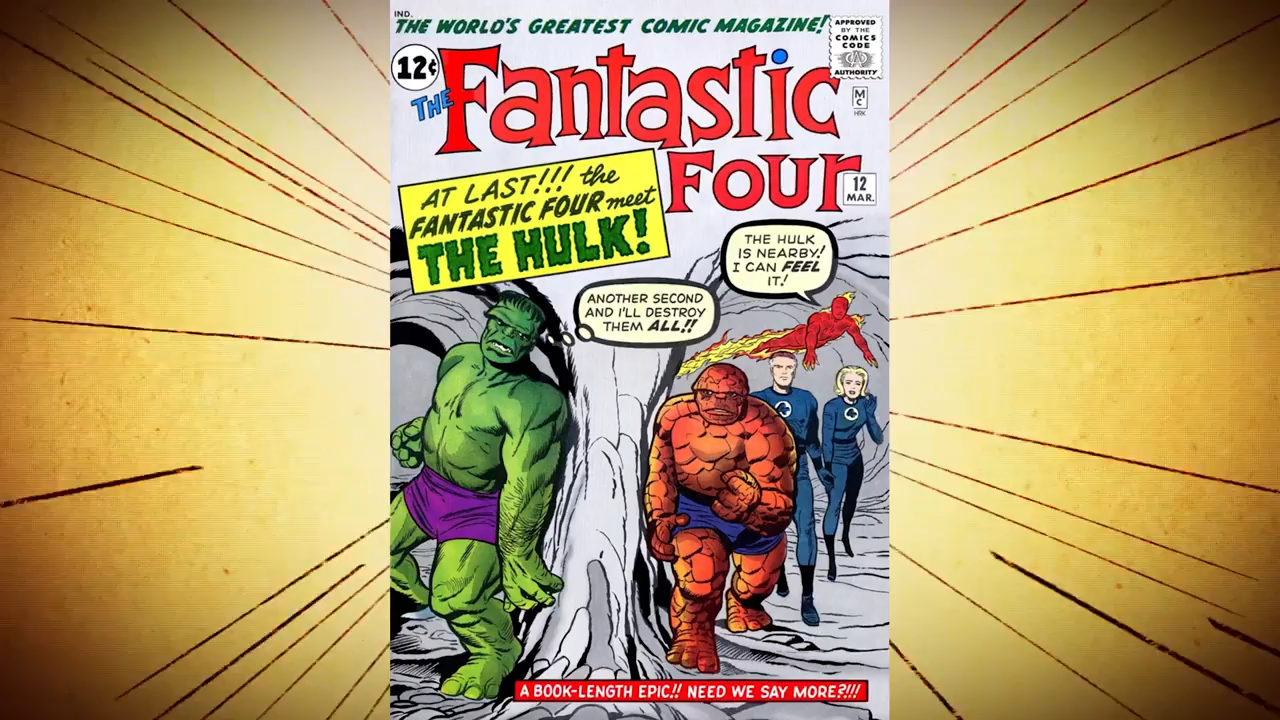 IND.
THE WORLD'S GREATEST COMIC MAGAZINE!
APPROVED
BY THE
COMICS
CODE
AUTHORITY
12¢
THE Fantastic
FOUR
M
C
12
MAR.
AT LAST!!! the
FANTASTIC FOUR meet
THE HULK!
THE HULK
IS NEARBY!
I CAN FEEL
IT!
ANOTHER SECOND
AND I'LL DESTROY
THEM ALL!!
A BOOK-LENGTH EPIC!! NEED WE SAY MORE?!!!